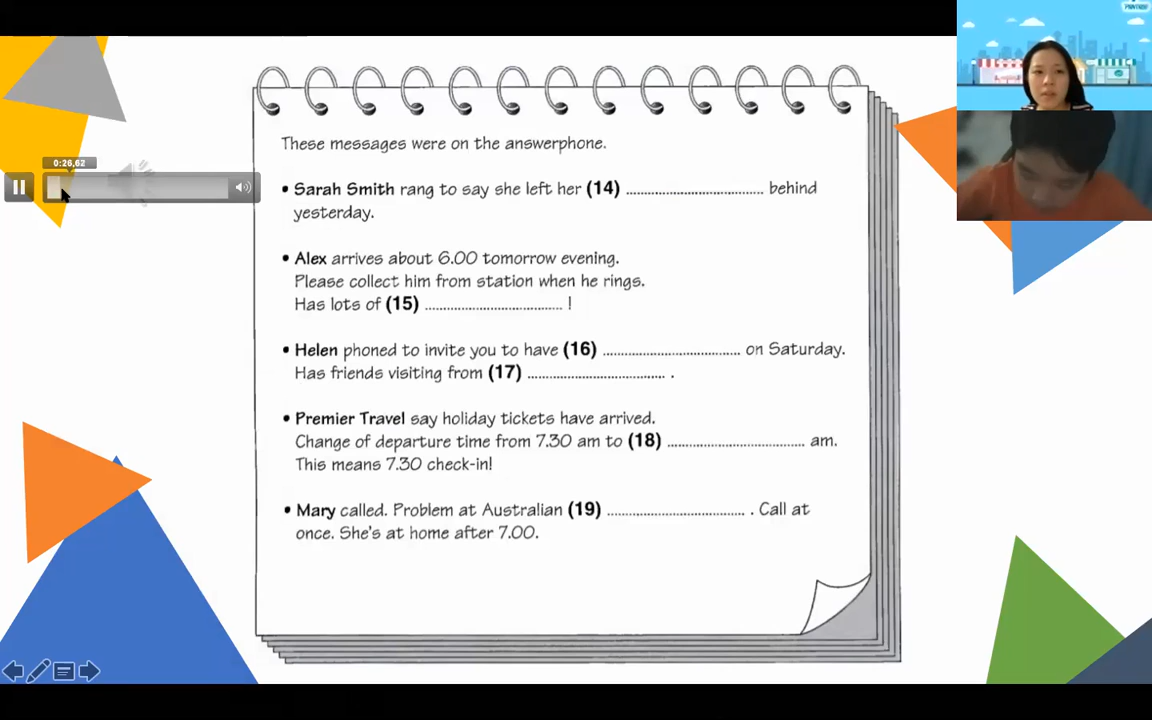 These messages were on the answerphone.
• Sarah Smith rang to say she left her (14) .................................... behind
yesterday.
• Alex arrives about 6.00 tomorrow evening.
Please collect him from station when he rings.
Has lots of (15) .................................... !
• Helen phoned to invite you to have (16) .................................... on Saturday.
Has friends visiting from (17) .................................... .
• Premier Travel say holiday tickets have arrived.
Change of departure time from 7.30 am to (18) .................................... am.
This means 7.30 check-in!
• Mary called. Problem at Australian (19) .................................... . Call at
once. She's at home after 7.00.
0:26,62